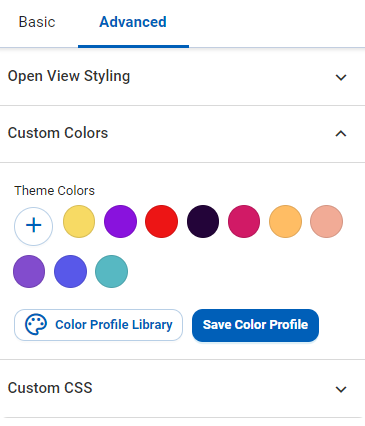 Basic Advanced
Open View Styling
Custom Colors
Theme Colors
Color Profile Library Save Color Profile
Custom CSS